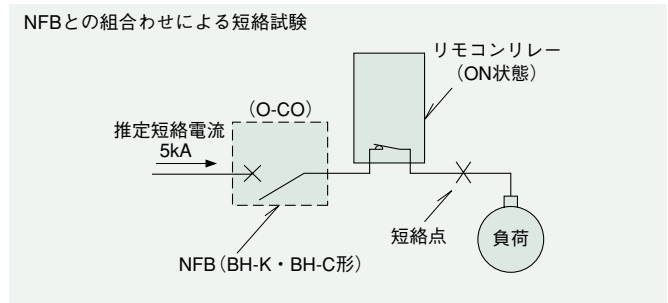 NFBとの組合わせによる短絡試験
リモコンリレー
（ON状態）
（O-CO）
推定短絡電流
5kA
短絡点
負荷
NFB（BH-K・BH-C形）